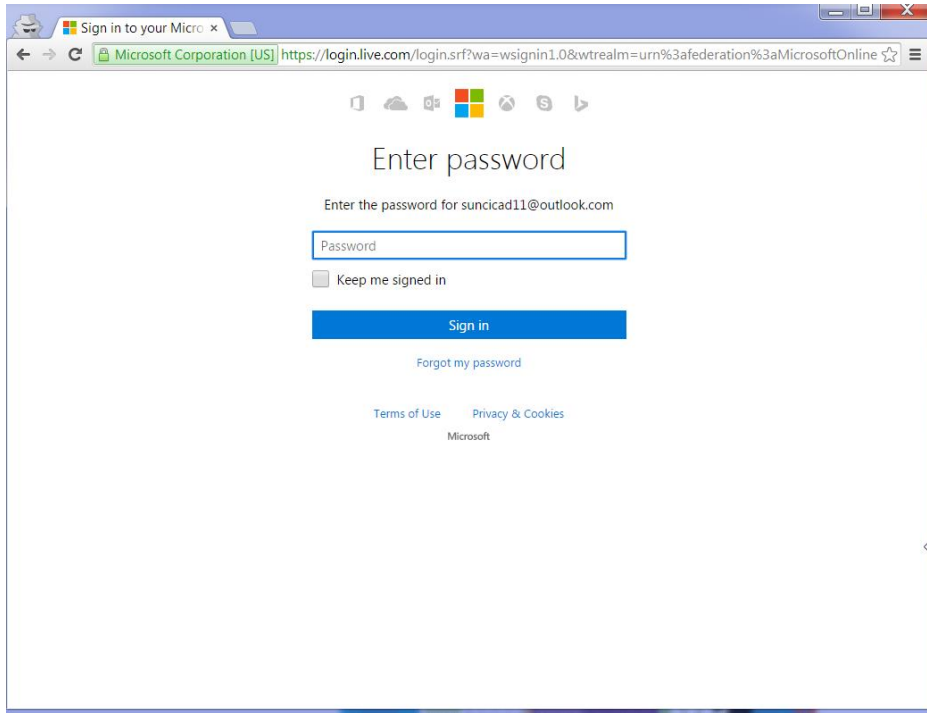 Sign in to your Micro
Microsoft Corporation [US] https://login.live.com/login.srf?wa=wsignin1.0&wtrealm=urn%3afederation%3aMicrosoftOnline
Enter password
Enter the password for suncicad11@outlook.com
Password
Keep me signed in
Sign in
Forgot my password
Terms of Use Privacy & Cookies
Microsoft